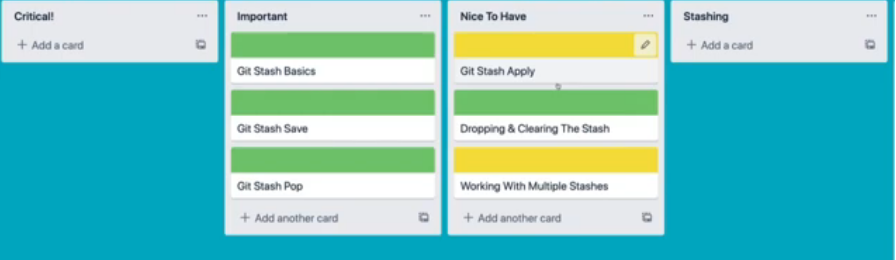 Critical!
Add a card
Important
Git Stash Basics
Git Stash Save
Git Stash Pop
Add another card
Nice To Have
Git Stash Apply
Dropping & Clearing The Stash
Working With Multiple Stashes
Add another card
Stashing
Add a card